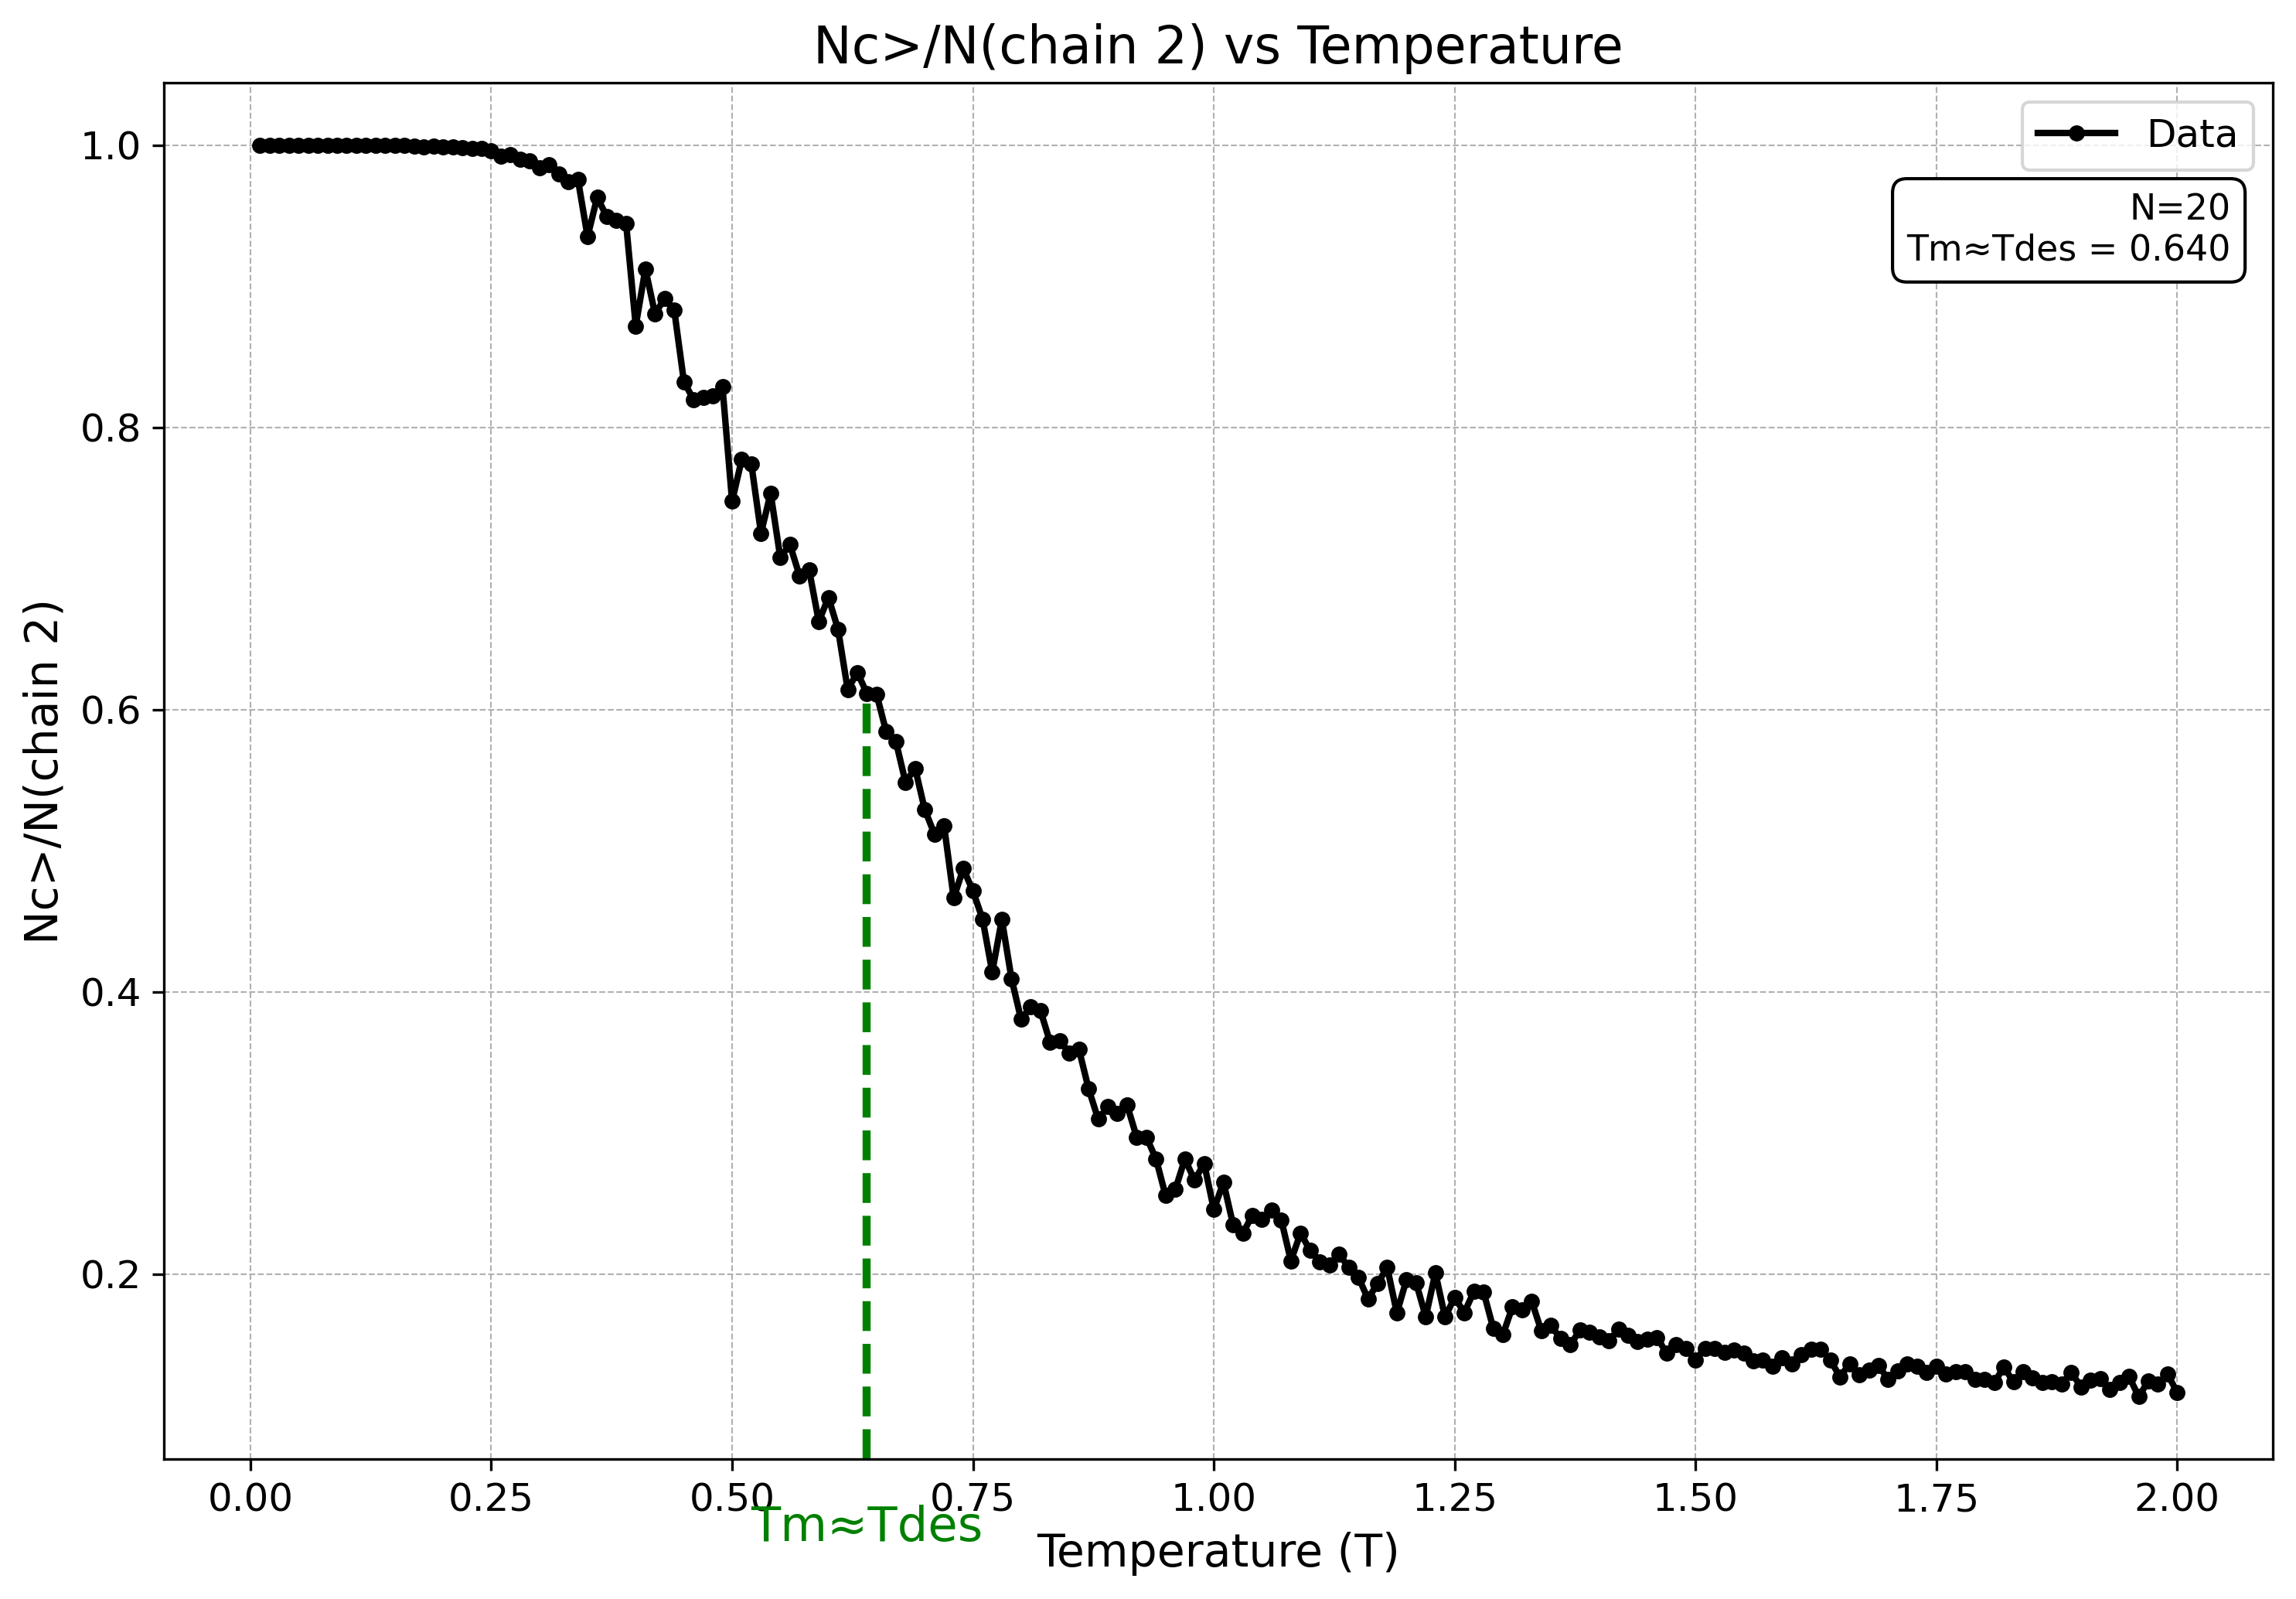 Nc>/N(chain 2) vs Temperature
Data
N=20
Tm≈Tdes = 0.640
Nc>/N(chain 2)
1.0
0.8
0.6
0.4
0.2
0.00 0.25 0.50 0.75 1.00 1.25 1.50 1.75 2.00
Tm≈Tdes
Temperature (T)